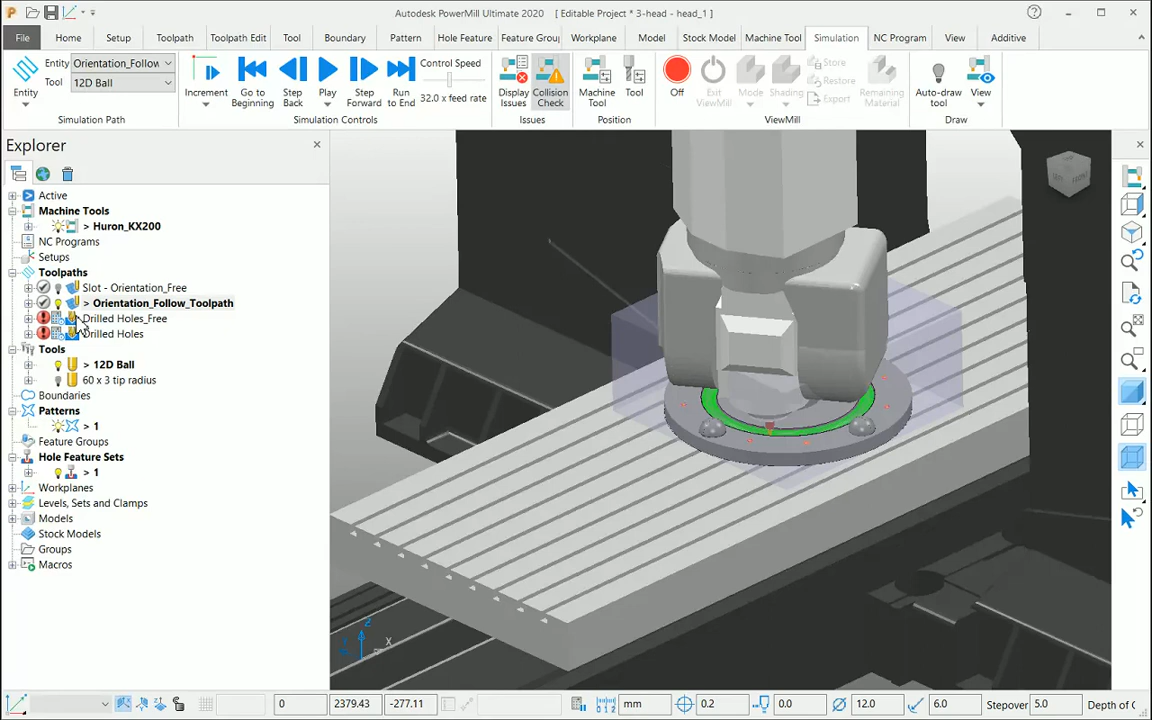 Autodesk PowerMill Ultimate 2020 [ Editable Project * 3-head - head_1 ]
File Home Setup Toolpath Toolpath Edit Tool Boundary Pattern Hole Feature Feature Group Workplane Model Stock Model Machine Tool Simulation NC Program View Additive
Entity
Entity Orientation_Follow
Tool 12D Ball
Simulation Path
Increment
Go to Beginning
Step Back
Play
Step Forward
Run to End
Control Speed
32.0 x feed rate
Simulation Controls
Display Issues
Collision Check
Issues
Machine Tool
Tool
Position
Off
Exit ViewMill
Mode
Shading
Store
Restore
Export
Remaining Material
ViewMill
Auto-draw tool
View
Draw
Explorer
Active
Machine Tools
> Huron_KX200
NC Programs
Setups
Toolpaths
Slot - Orientation_Free
> Orientation_Follow_Toolpath
Drilled Holes_Free
Drilled Holes
Tools
> 12D Ball
60 x 3 tip radius
Boundaries
Patterns
> 1
Feature Groups
Hole Feature Sets
> 1
Workplanes
Levels, Sets and Clamps
Models
Stock Models
Groups
Macros
Z
X
0 2379.43 -277.11 mm 0.2 0.0 12.0 6.0 Stepover 5.0 Depth of C